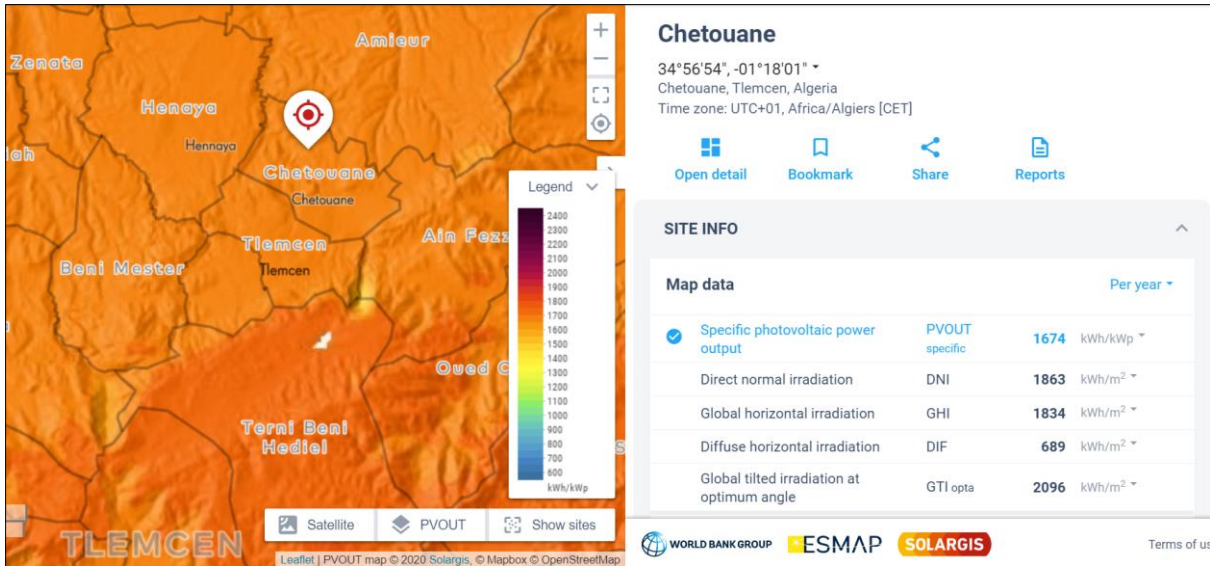 Zenata
Amieur
Henaya
Hennaya
Chetouane
Chetouane
Tlemcen
Tlemcen
Beni Mester
Terni Beni
Hediel
TLEMCEN
Legend
2400
2300
2200
2100
2000
1900
1800
1700
1600
1500
1400
1300
1200
1100
1000
900
800
700
600
kWh/kWp
Satellite
PVOUT
Show sites
Leaflet | PVOUT map © 2020 Solargis, © Mapbox © OpenStreetMap
Chetouane
34°56'54", -01°18'01"
Chetouane, Tlemcen, Algeria
Time zone: UTC+01, Africa/Algiers [CET]
Open detail
Bookmark
Share
Reports
SITE INFO
Map data
Per year
Specific photovoltaic power
output
PVOUT
specific
1674 kWh/kWp
Direct normal irradiation DNI 1863 kWh/m²
Global horizontal irradiation GHI 1834 kWh/m²
Diffuse horizontal irradiation DIF 689 kWh/m²
Global tilted irradiation at
optimum angle
GTI opta 2096 kWh/m²
WORLD BANK GROUP
ESMAP
SOLARGIS
Terms of